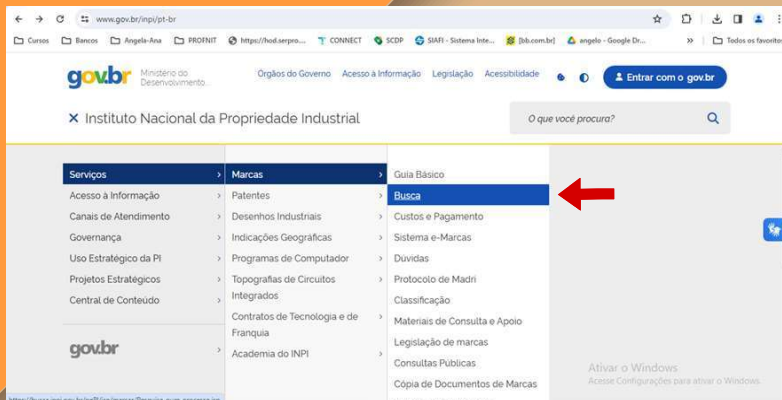 www.gov.br/inpi/pt-br
Cursos Bancos Angela-Ana PROFNIT https://hod.serpro.... CONNECT SCDP SIAFI - Sistema Inte... [bb.com.br] angelo - Google Dr... » Todos os favoritos
gov.br Ministério do Desenvolvimento...
Órgãos do Governo Acesso à Informação Legislação Acessibilidade Entrar com o gov.br
Instituto Nacional da Propriedade Industrial O que você procura?
Serviços
Acesso à Informação
Canais de Atendimento
Governança
Uso Estratégico da PI
Projetos Estratégicos
Central de Conteúdo
gov.br
Marcas
Patentes
Desenhos Industriais
Indicações Geográficas
Programas de Computador
Topografias de Circuitos
Integrados
Contratos de Tecnologia e de
Franquia
Academia do INPI
Guia Básico
Busca
Custos e Pagamento
Sistema e-Marcas
Dúvidas
Protocolo de Madri
Classificação
Materiais de Consulta e Apoio
Legislação de marcas
Consultas Públicas
Cópia de Documentos de Marcas
Ativar o Windows
Acesse Configurações para ativar o Windows.